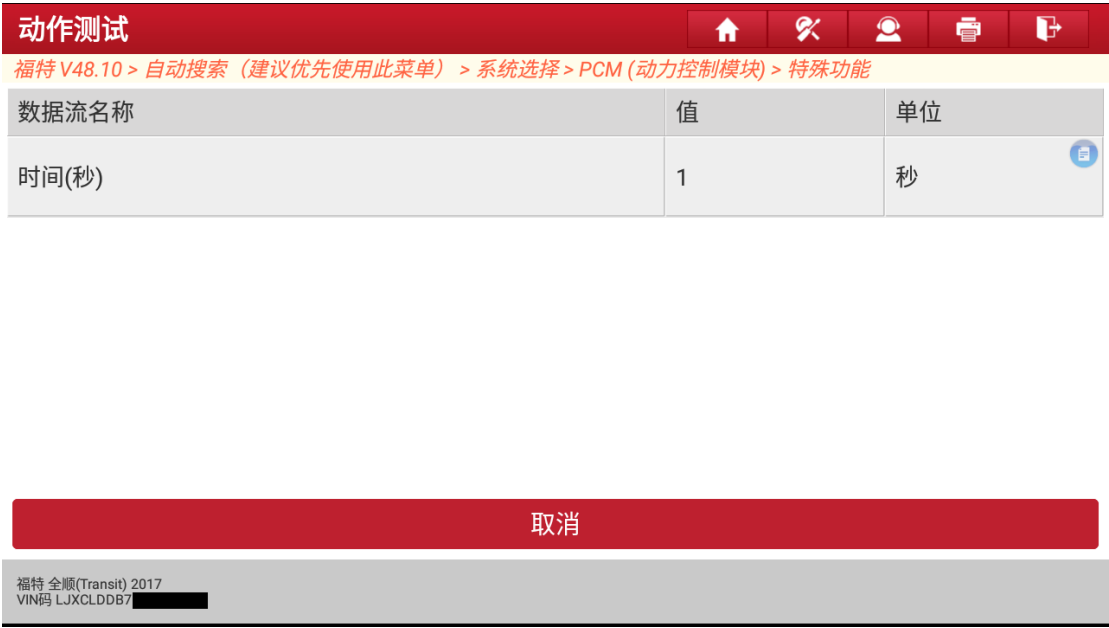 动作测试
福特 V48.10 > 自动搜索（建议优先使用此菜单） > 系统选择 > PCM (动力控制模块) > 特殊功能
数据流名称 值 单位
时间(秒) 1 秒
取消
福特 全顺(Transit) 2017
VIN码 LJXCLDDB7